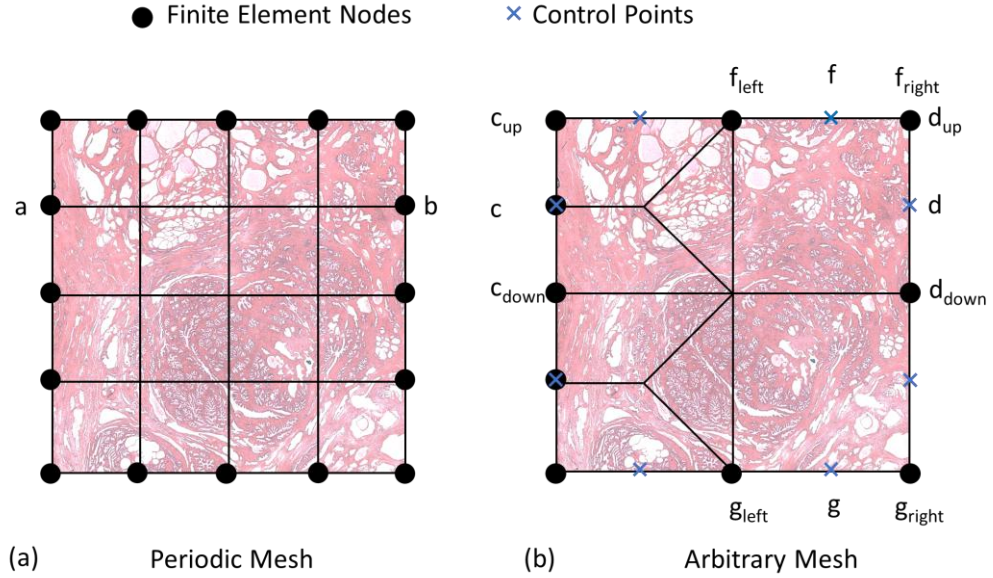 Finite Element Nodes
Control Points
a
b
c_up
c
c_down
f_left
f
f_right
d_up
d
d_down
g_left
g
g_right
(a) Periodic Mesh
(b) Arbitrary Mesh